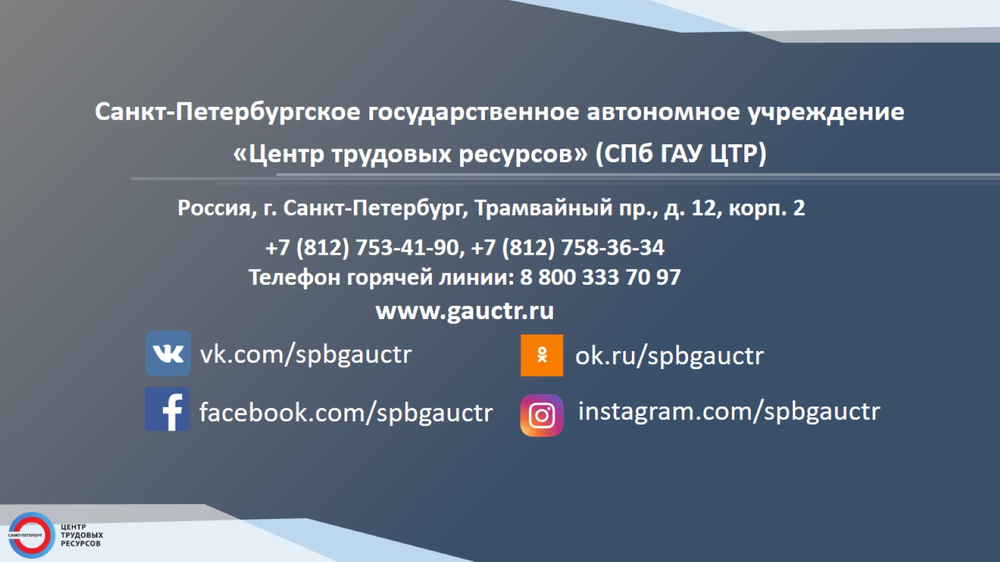 Санкт-Петербургское государственное автономное учреждение
«Центр трудовых ресурсов» (СПб ГАУ ЦТР)
Россия, г. Санкт-Петербург, Трамвайный пр., д. 12, корп. 2
+7 (812) 753-41-90, +7 (812) 758-36-34
Телефон горячей линии: 8 800 333 70 97
www.gauctr.ru
vk.com/spbgauctr
ok.ru/spbgauctr
facebook.com/spbgauctr
instagram.com/spbgauctr
САНКТ-ПЕТЕРБУРГ
ЦЕНТР
ТРУДОВЫХ
РЕСУРСОВ